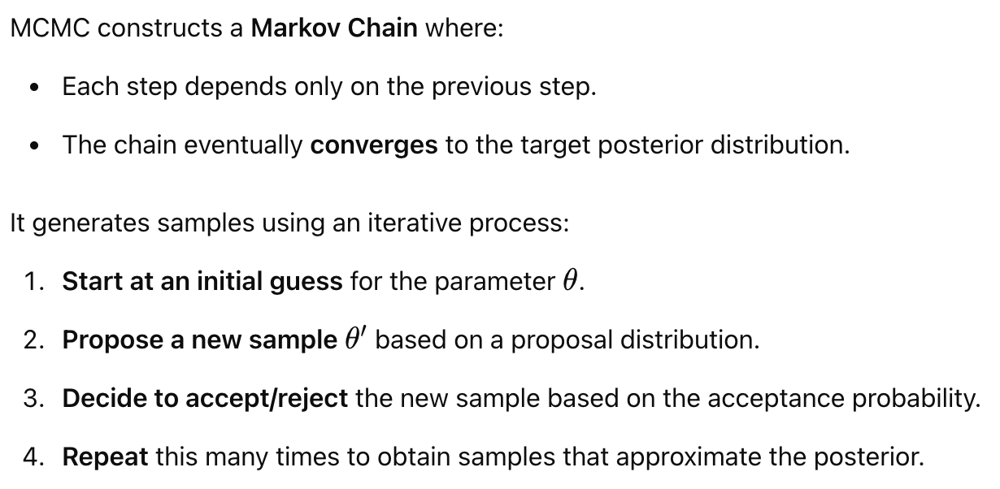 MCMC constructs a Markov Chain where:
• Each step depends only on the previous step.
• The chain eventually converges to the target posterior distribution.
It generates samples using an iterative process:
1. Start at an initial guess for the parameter θ.
2. Propose a new sample θ′ based on a proposal distribution.
3. Decide to accept/reject the new sample based on the acceptance probability.
4. Repeat this many times to obtain samples that approximate the posterior.